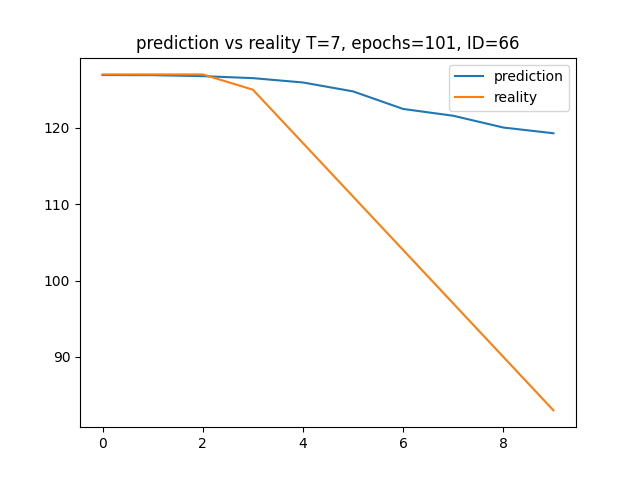 prediction vs reality T=7, epochs=101, ID=66
prediction
reality
120
110
100
90
0 2 4 6 8